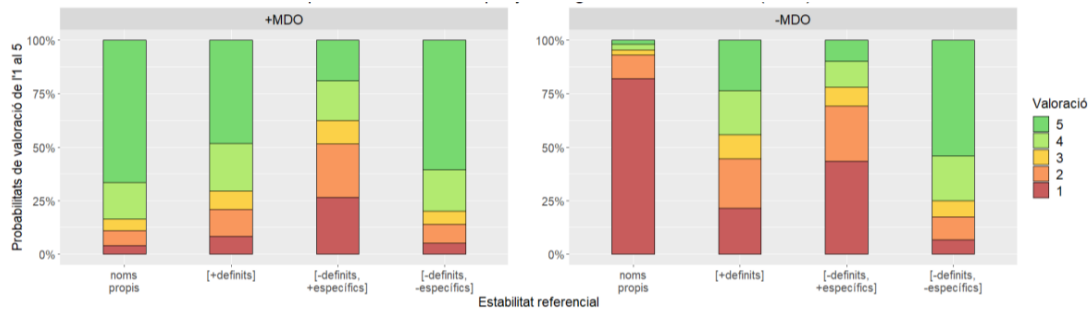 +MDO
-MDO
Probabilitats de valoració de l'1 al 5
100%
75%
50%
25%
0%
noms propis
[+definits]
[-definits, +específics]
[-definits, -específics]
100%
75%
50%
25%
0%
noms propis
[+definits]
[-definits, +específics]
[-definits, -específics]
Estabilitat referencial
Valoració
5
4
3
2
1